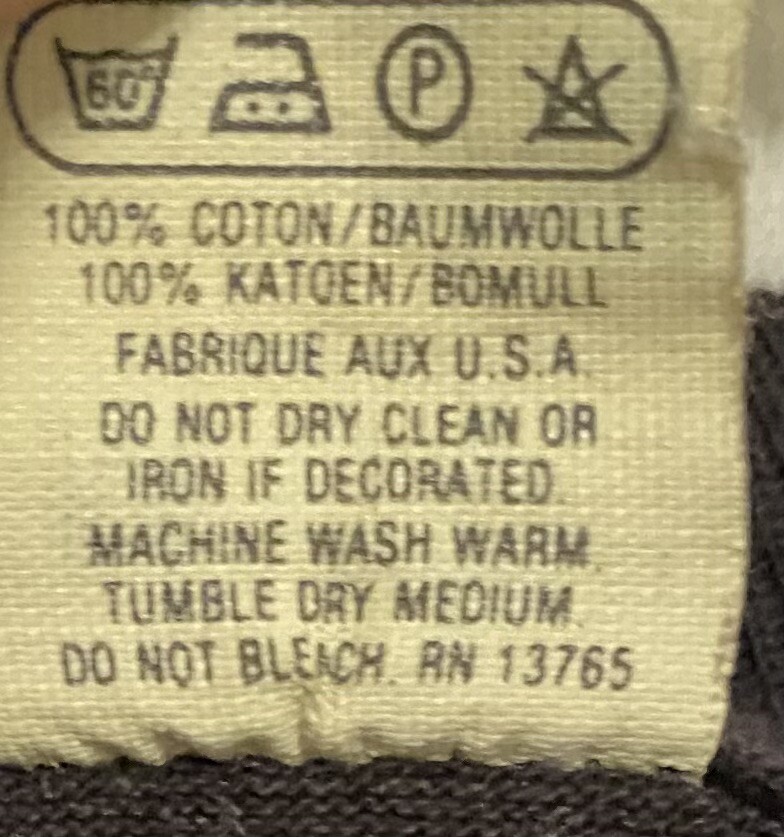 60°
P
100% COTON/BAUMWOLLE
100% KATOEN/BOMULL
FABRIQUE AUX U.S.A.
DO NOT DRY CLEAN OR
IRON IF DECORATED.
MACHINE WASH WARM.
TUMBLE DRY MEDIUM.
DO NOT BLEACH. RN 13765